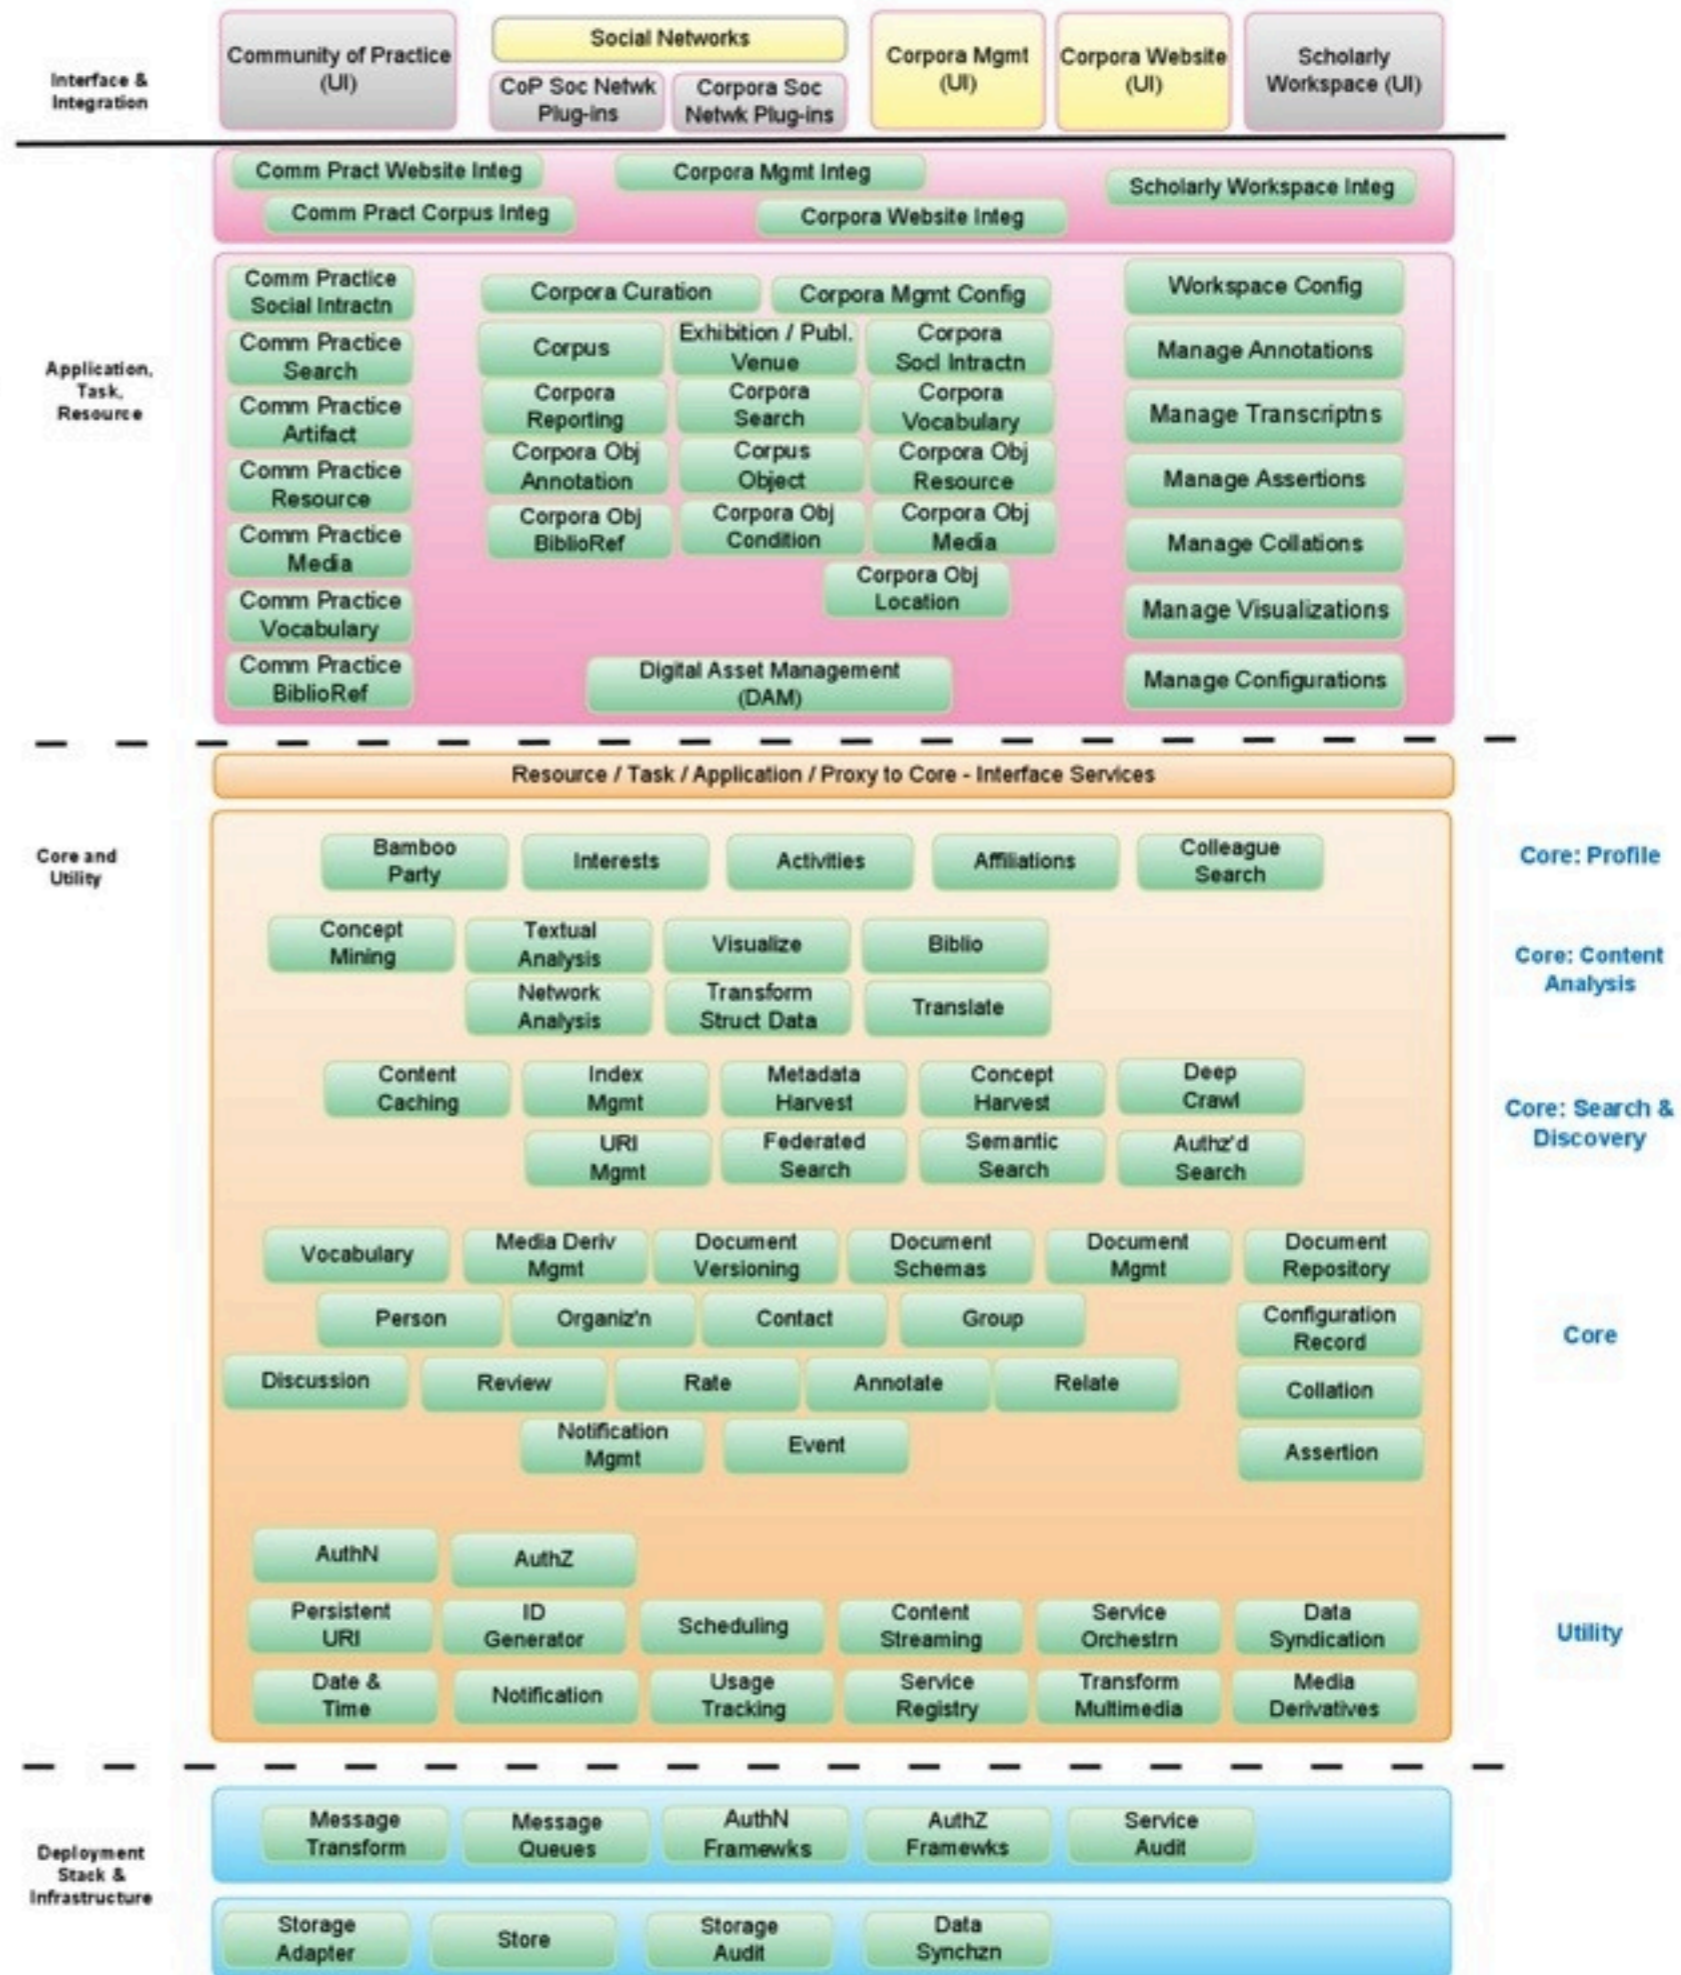 Interface &
Integration
Community of Practice
(UI)
Social Networks
CoP Soc Netwk
Plug-ins
Corpora Soc
Netwk Plug-ins
Corpora Mgmt
(UI)
Corpora Website
(UI)
Scholarly
Workspace (UI)
Comm Pract Website Integ
Corpora Mgmt Integ
Scholarly Workspace Integ
Comm Pract Corpus Integ
Corpora Website Integ
Application,
Task,
Resource
Comm Practice
Social Intractn
Comm Practice
Search
Comm Practice
Artifact
Comm Practice
Resource
Comm Practice
Media
Comm Practice
Vocabulary
Comm Practice
BiblioRef
Corpora Curation
Corpora Mgmt Config
Corpus
Exhibition / Publ.
Venue
Corpora
Socl Intractn
Corpora
Reporting
Corpora
Search
Corpora
Vocabulary
Corpora Obj
Annotation
Corpus
Object
Corpora Obj
Resource
Corpora Obj
BiblioRef
Corpora Obj
Condition
Corpora Obj
Media
Corpora Obj
Location
Digital Asset Management
(DAM)
Workspace Config
Manage Annotations
Manage Transcriptns
Manage Assertions
Manage Collations
Manage Visualizations
Manage Configurations
Resource / Task / Application / Proxy to Core - Interface Services
Core and
Utility
Bamboo
Party
Interests
Activities
Affiliations
Colleague
Search
Core: Profile
Concept
Mining
Textual
Analysis
Visualize
Biblio
Network
Analysis
Transform
Struct Data
Translate
Core: Content
Analysis
Content
Caching
Index
Mgmt
Metadata
Harvest
Concept
Harvest
Deep
Crawl
URI
Mgmt
Federated
Search
Semantic
Search
Authz'd
Search
Core: Search &
Discovery
Vocabulary
Media Deriv
Mgmt
Document
Versioning
Document
Schemas
Document
Mgmt
Document
Repository
Person
Organiz'n
Contact
Group
Configuration
Record
Core
Discussion
Review
Rate
Annotate
Relate
Collation
Notification
Mgmt
Event
Assertion
AuthN
AuthZ
Persistent
URI
ID
Generator
Scheduling
Content
Streaming
Service
Orchestrn
Data
Syndication
Utility
Date &
Time
Notification
Usage
Tracking
Service
Registry
Transform
Multimedia
Media
Derivatives
Deployment
Stack &
Infrastructure
Message
Transform
Message
Queues
AuthN
Framewks
AuthZ
Framewks
Service
Audit
Storage
Adapter
Store
Storage
Audit
Data
Synchzn